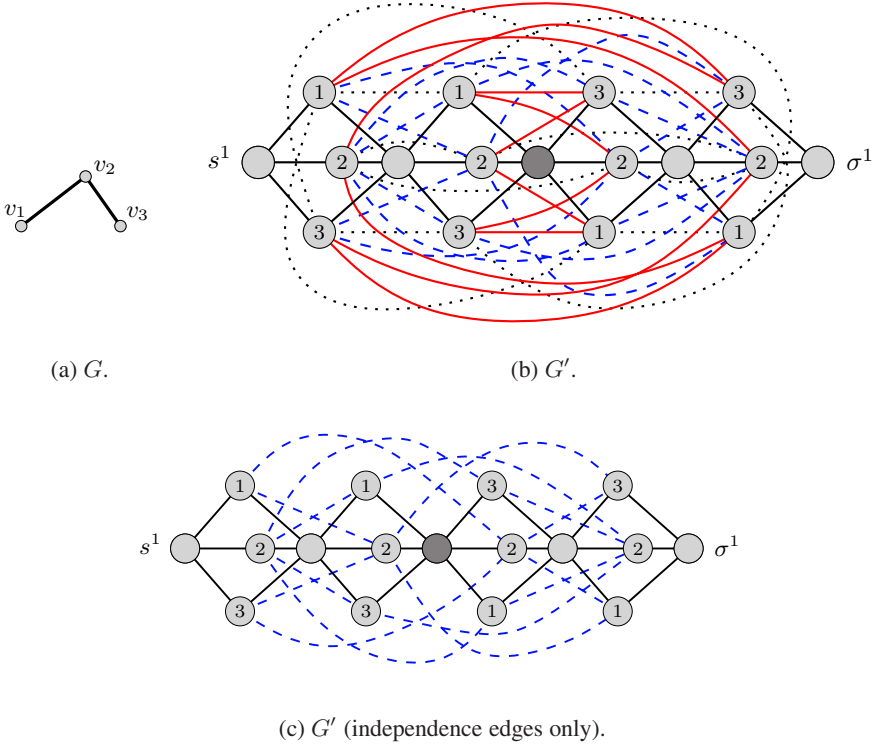 1 1 3 3
s¹ 2 2 2 2 σ¹
v₂
v₁ v₃
3 3 1 1
(a) G.
(b) G′.
1 1 3 3
s¹ 2 2 2 2 σ¹
3 3 1 1
(c) G′ (independence edges only).